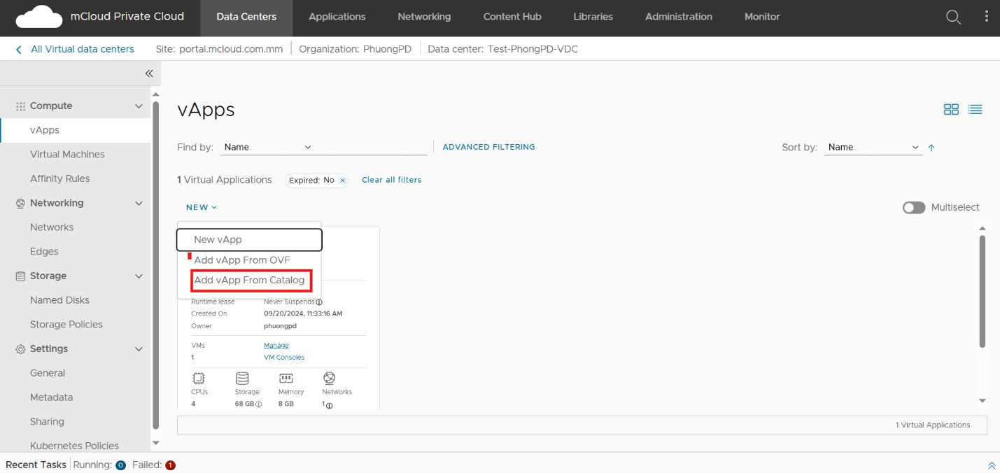 mCloud Private Cloud Data Centers Applications Networking Content Hub Libraries Administration Monitor
All Virtual data centers Site: portal.mcloud.com.mm Organization: PhuongPD Data center: Test-PhongPD-VDC
Compute
vApps
Virtual Machines
Affinity Rules
Networking
Networks
Edges
Storage
Named Disks
Storage Policies
Settings
General
Metadata
Sharing
Kubernetes Policies
vApps
Find by: Name ADVANCED FILTERING Sort by: Name
1 Virtual Applications Expired: No Clear all filters
NEW Multiselect
New vApp
Add vApp From OVF
Add vApp From Catalog
Runtime lease Never Suspends
Created On 09/20/2024, 11:33:16 AM
Owner phuongpd
VMs Manage
1 VM Consoles
CPUs Storage Memory Networks
4 68 GB 8 GB 1
1 Virtual Applications
Recent Tasks Running: 0 Failed: 1